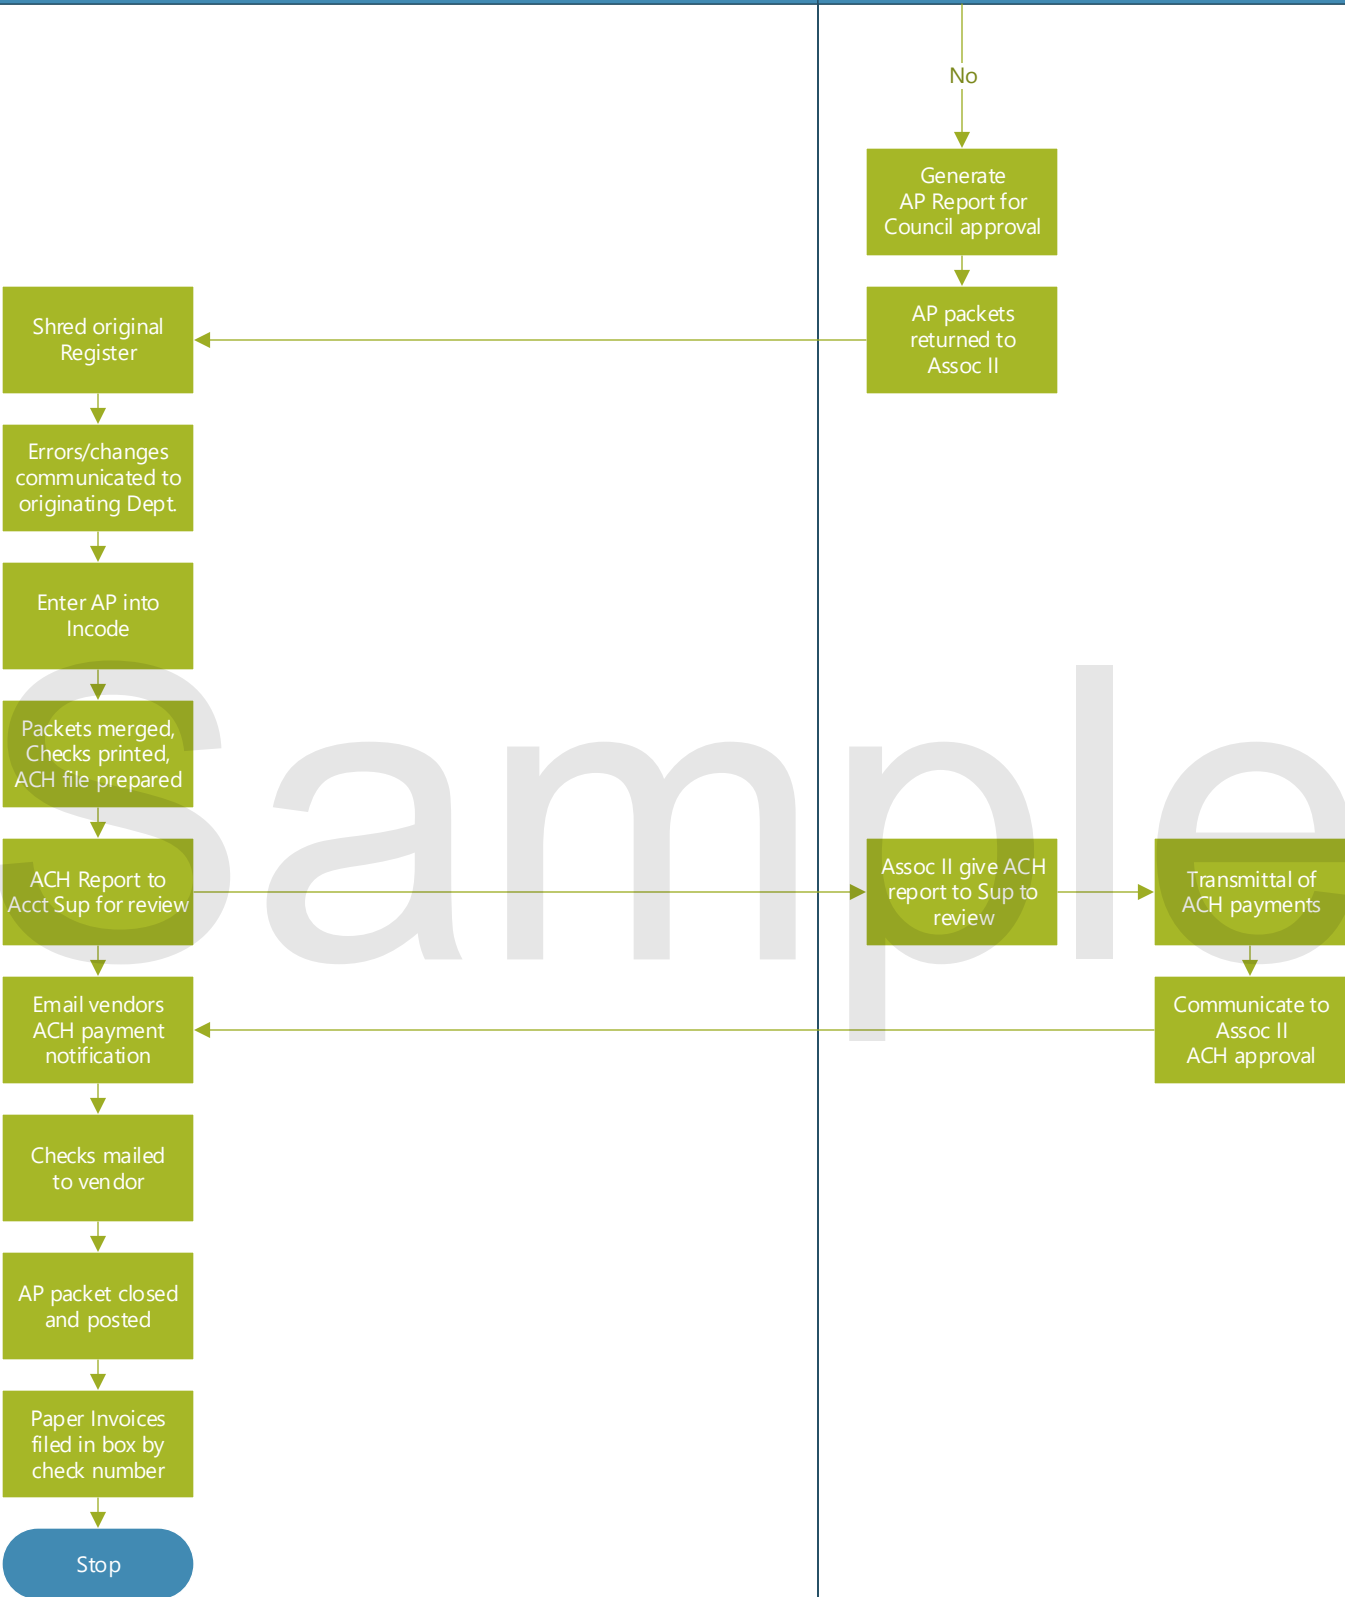 No
Generate
AP Report for
Council approval
AP packets
returned to
Assoc II
Shred original
Register
Errors/changes
communicated to
originating Dept.
Enter AP into
Incode
Packets merged,
Checks printed,
ACH file prepared
ACH Report to
Acct Sup for review
Assoc II give ACH
report to Sup to
review
Transmittal of
ACH payments
Communicate to
Assoc II
ACH approval
Email vendors
ACH payment
notification
Checks mailed
to vendor
AP packet closed
and posted
Paper Invoices
filed in box by
check number
Stop
Sample